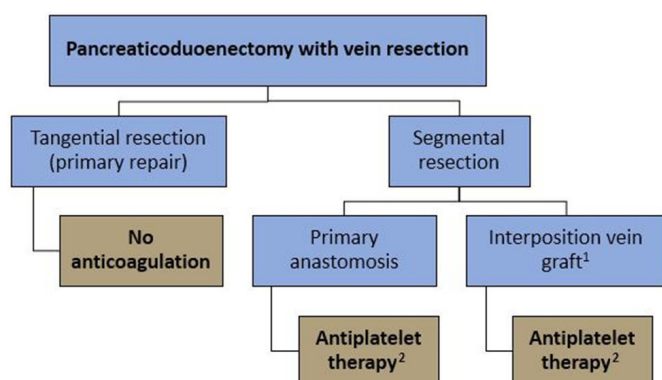 Pancreaticoduoenectomy with vein resection
Tangential resection
(primary repair)
Segmental
resection
No
anticoagulation
Primary
anastomosis
Interposition vein
graft¹
Antiplatelet
therapy²
Antiplatelet
therapy²